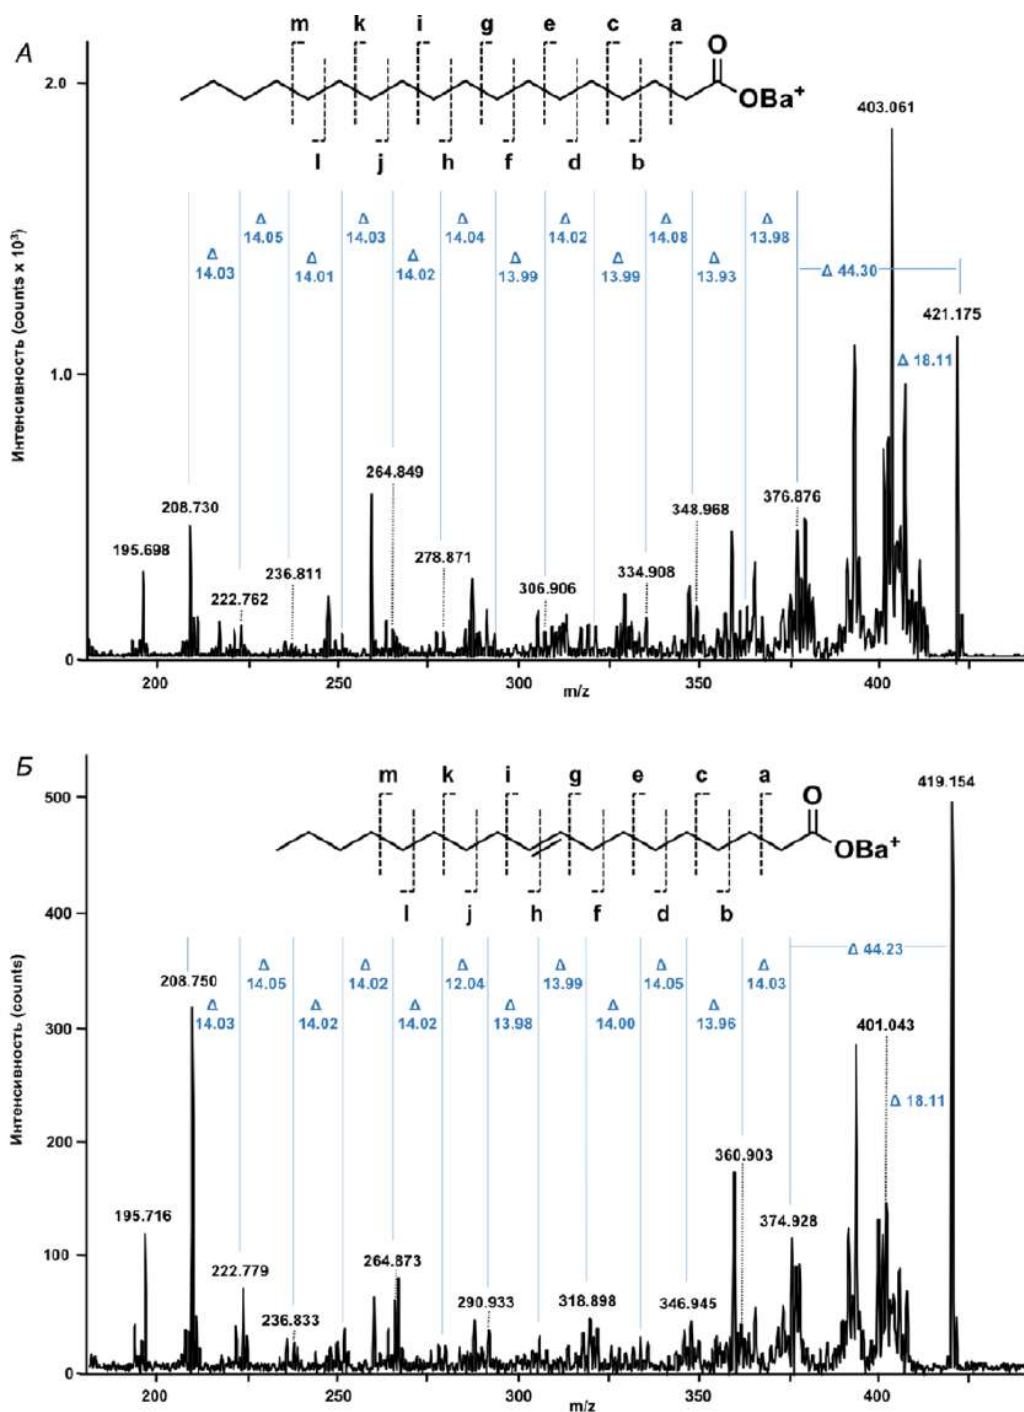 А
m k i g e c a
O
OBa+
l j h f d b
2.0
403.061
Δ 14.05
Δ 14.03
Δ 14.04
Δ 14.02
Δ 14.08
Δ 13.98
Δ 14.03
Δ 14.01
Δ 14.02
Δ 13.99
Δ 13.99
Δ 13.93
Δ 44.30
421.175
Δ 18.11
1.0
Интенсивность (counts x 10³)
264.849
208.730
376.876
348.968
195.698
278.871
236.811
306.906
334.908
222.762
0
200 250 300 350 400
m/z
Б
m k i g e c a
O
OBa+
l j h f d b
500
419.154
400
Δ 14.05
Δ 14.02
Δ 12.04
Δ 13.99
Δ 14.05
Δ 14.03
Δ 44.23
208.750
Δ 14.03
Δ 14.02
Δ 14.02
Δ 13.98
Δ 14.00
Δ 13.96
300
401.043
Δ 18.11
Интенсивность (counts)
200
360.903
195.716
374.928
100
222.779
264.873
290.933
318.898
346.945
236.833
0
200 250 300 350 400
m/z